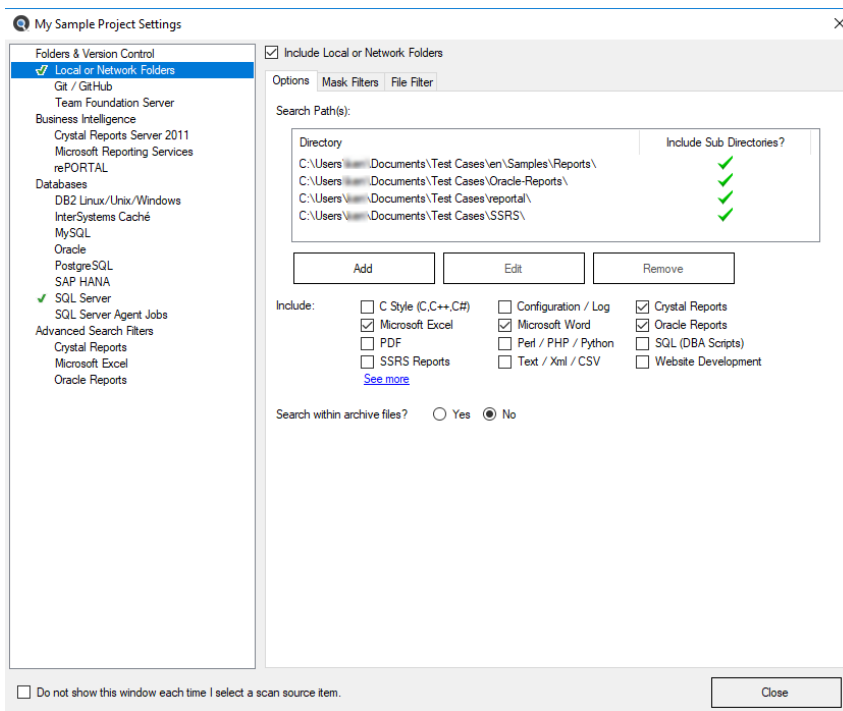 My Sample Project Settings
Folders & Version Control
Local or Network Folders
Git / GitHub
Team Foundation Server
Business Intelligence
Crystal Reports Server 2011
Microsoft Reporting Services
rePORTAL
Databases
DB2 Linux/Unix/Windows
InterSystems Caché
MySQL
Oracle
PostgreSQL
SAP HANA
SQL Server
SQL Server Agent Jobs
Advanced Search Filters
Crystal Reports
Microsoft Excel
Oracle Reports
Include Local or Network Folders
Options Mask Filters File Filter
Search Path(s):
Directory Include Sub Directories?
C:\Users\ .Documents\Test Cases\en\Samples\Reports\
C:\Users\ .Documents\Test Cases\Oracle-Reports\
C:\Users\ .Documents\Test Cases\reportal\
C:\Users\ .Documents\Test Cases\SSRS\
Add Edit Remove
Include: C Style (C,C++,C#) Configuration / Log Crystal Reports
Microsoft Excel Microsoft Word Oracle Reports
PDF Perl / PHP / Python SQL (DBA Scripts)
SSRS Reports Text / Xml / CSV Website Development
See more
Search within archive files? Yes No
Do not show this window each time I select a scan source item.
Close